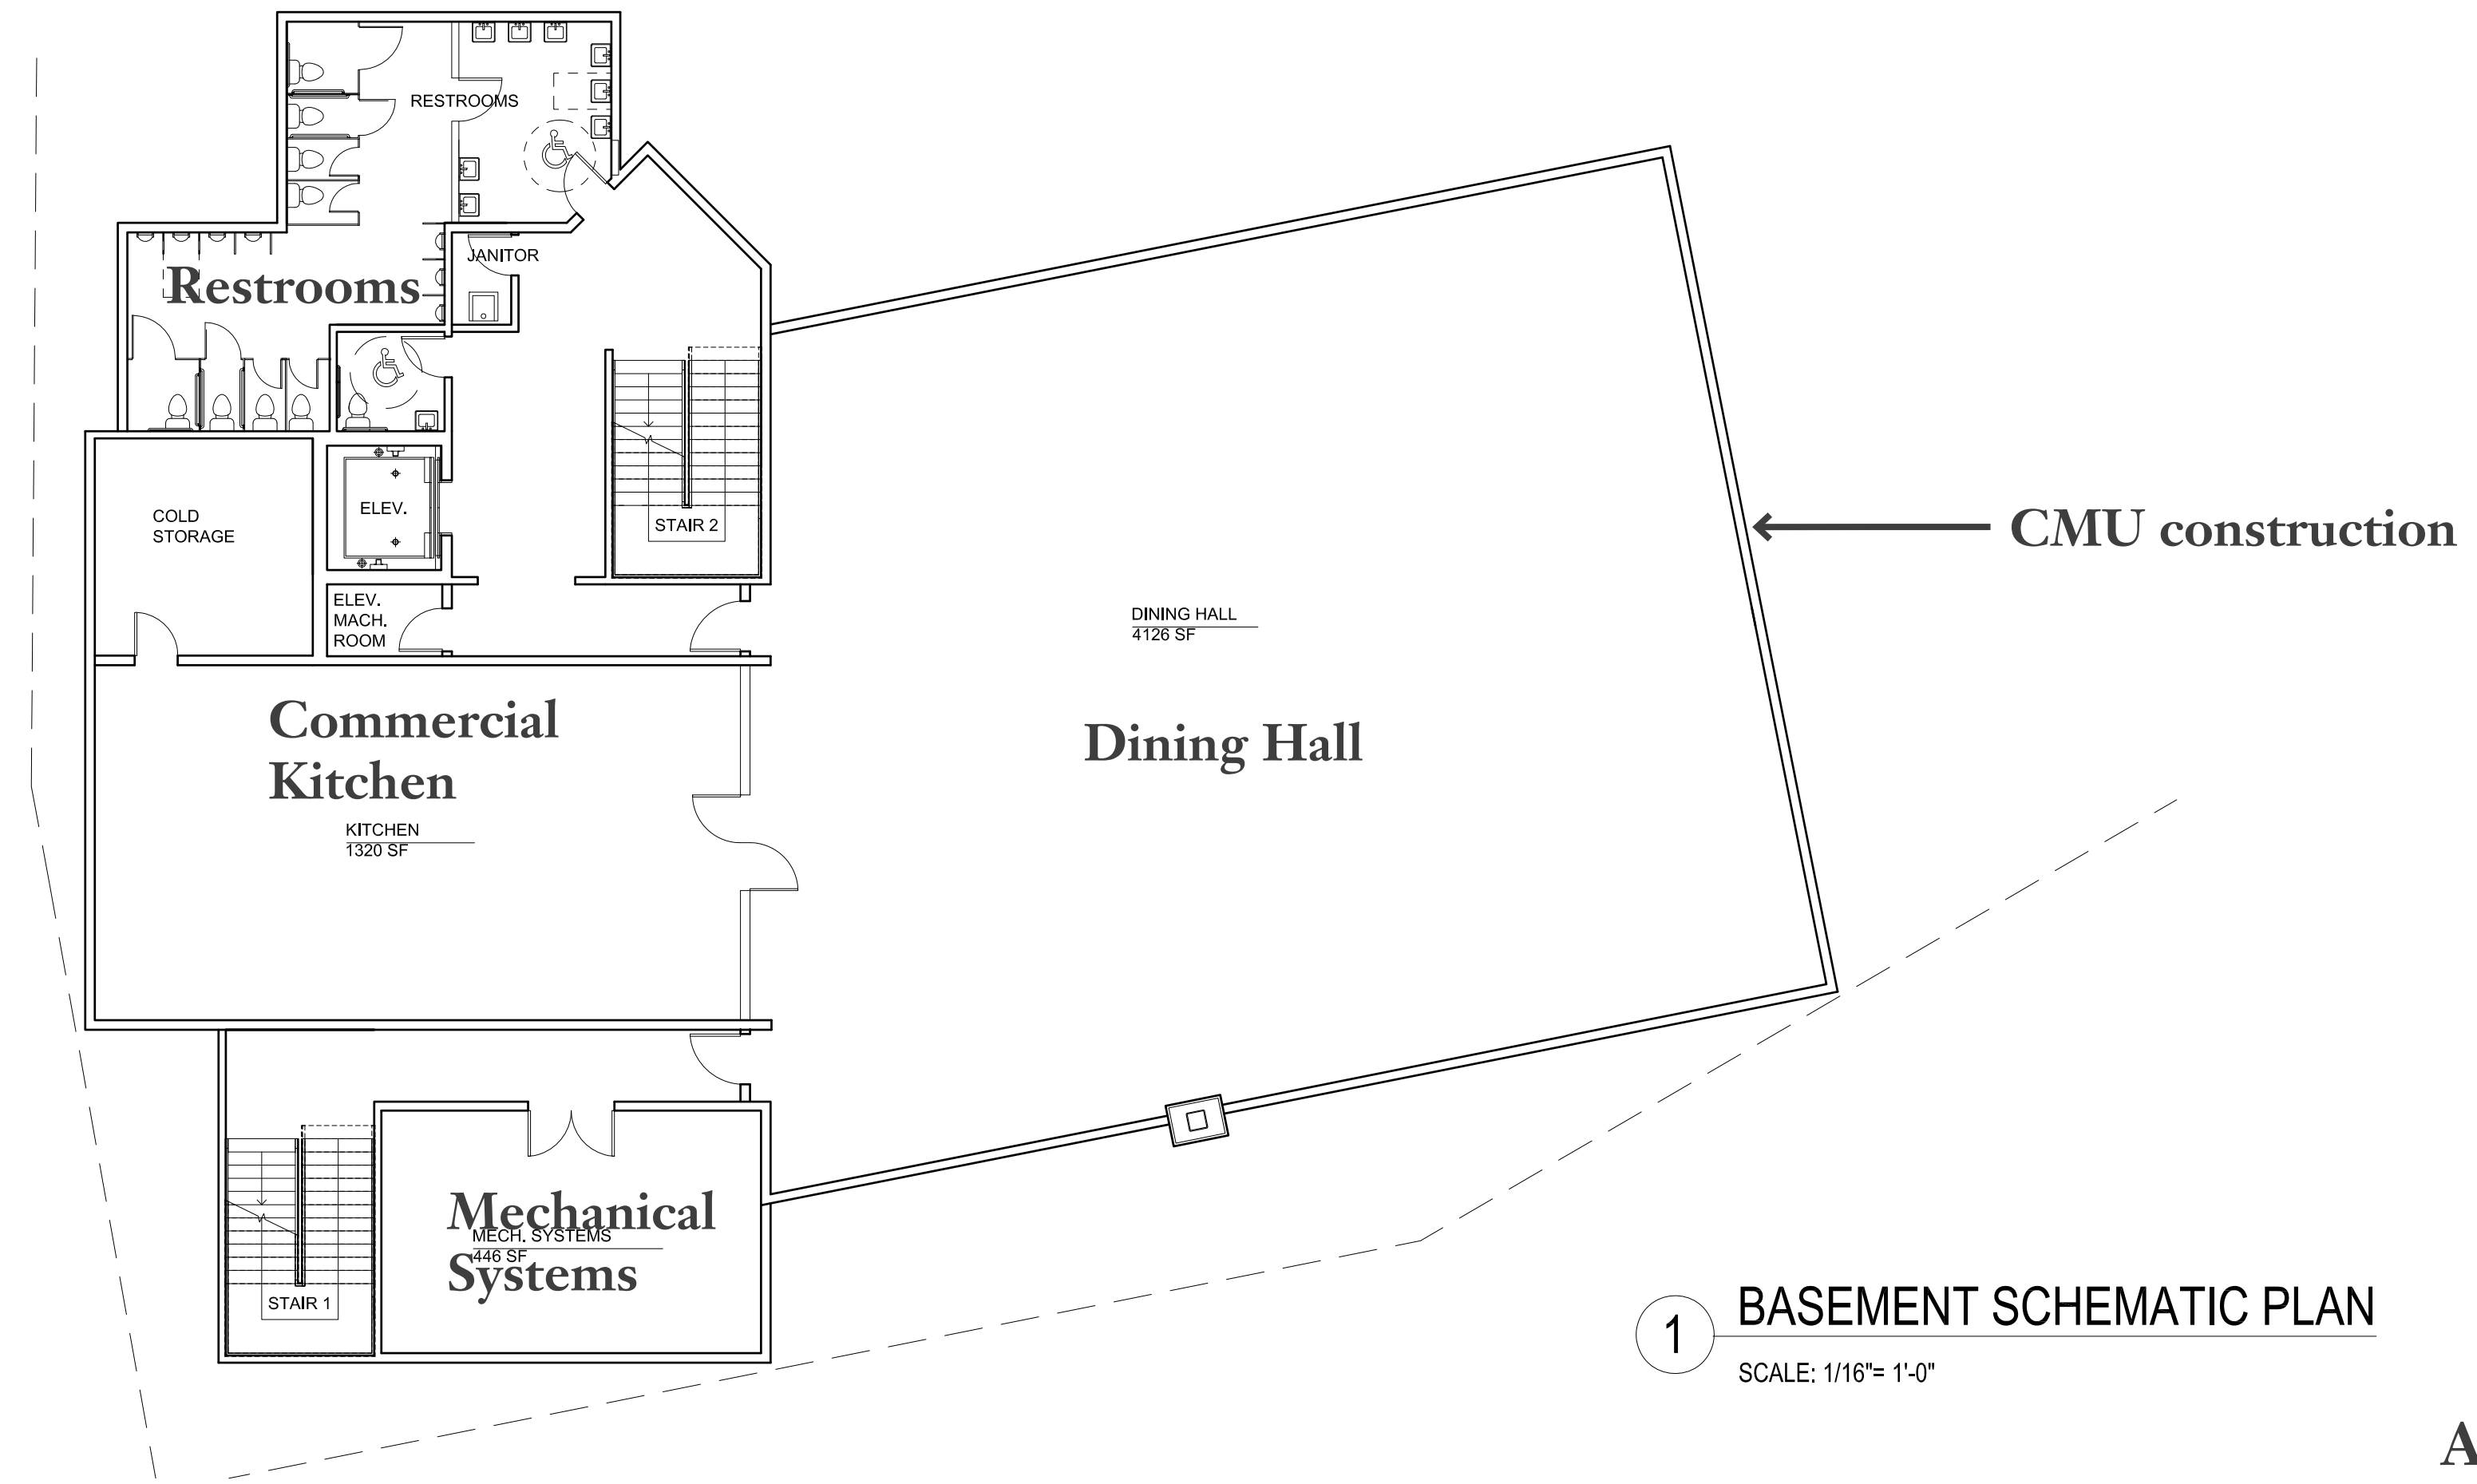 RESTROOMS
JANITOR
Restrooms
COLD
STORAGE
ELEV.
STAIR 2
CMU construction
ELEV.
MACH.
ROOM
DINING HALL
4126 SF
Commercial
Kitchen
Dining Hall
KITCHEN
1320 SF
Mechanical
MECH. SYSTEMS
446 SF
Systems
STAIR 1
1
BASEMENT SCHEMATIC PLAN
SCALE: 1/16"= 1'-0"
A